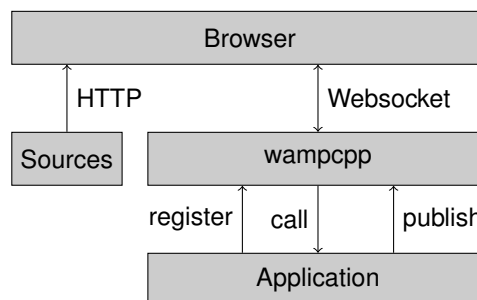 Browser
HTTP
Websocket
Sources
wampcpp
register
call
publish
Application